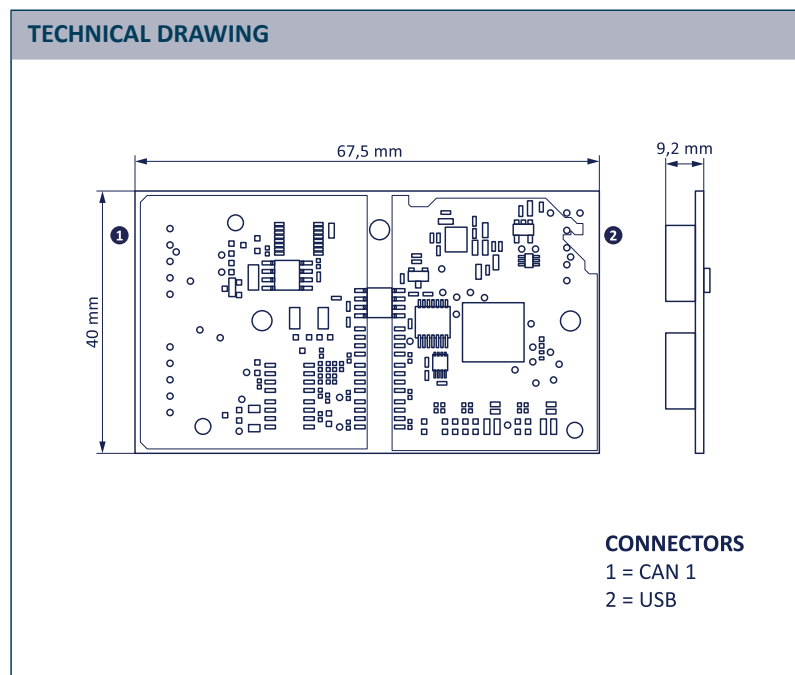 TECHNICAL DRAWING
67,5 mm
9,2 mm
1
2
40 mm
CONNECTORS
1 = CAN 1
2 = USB